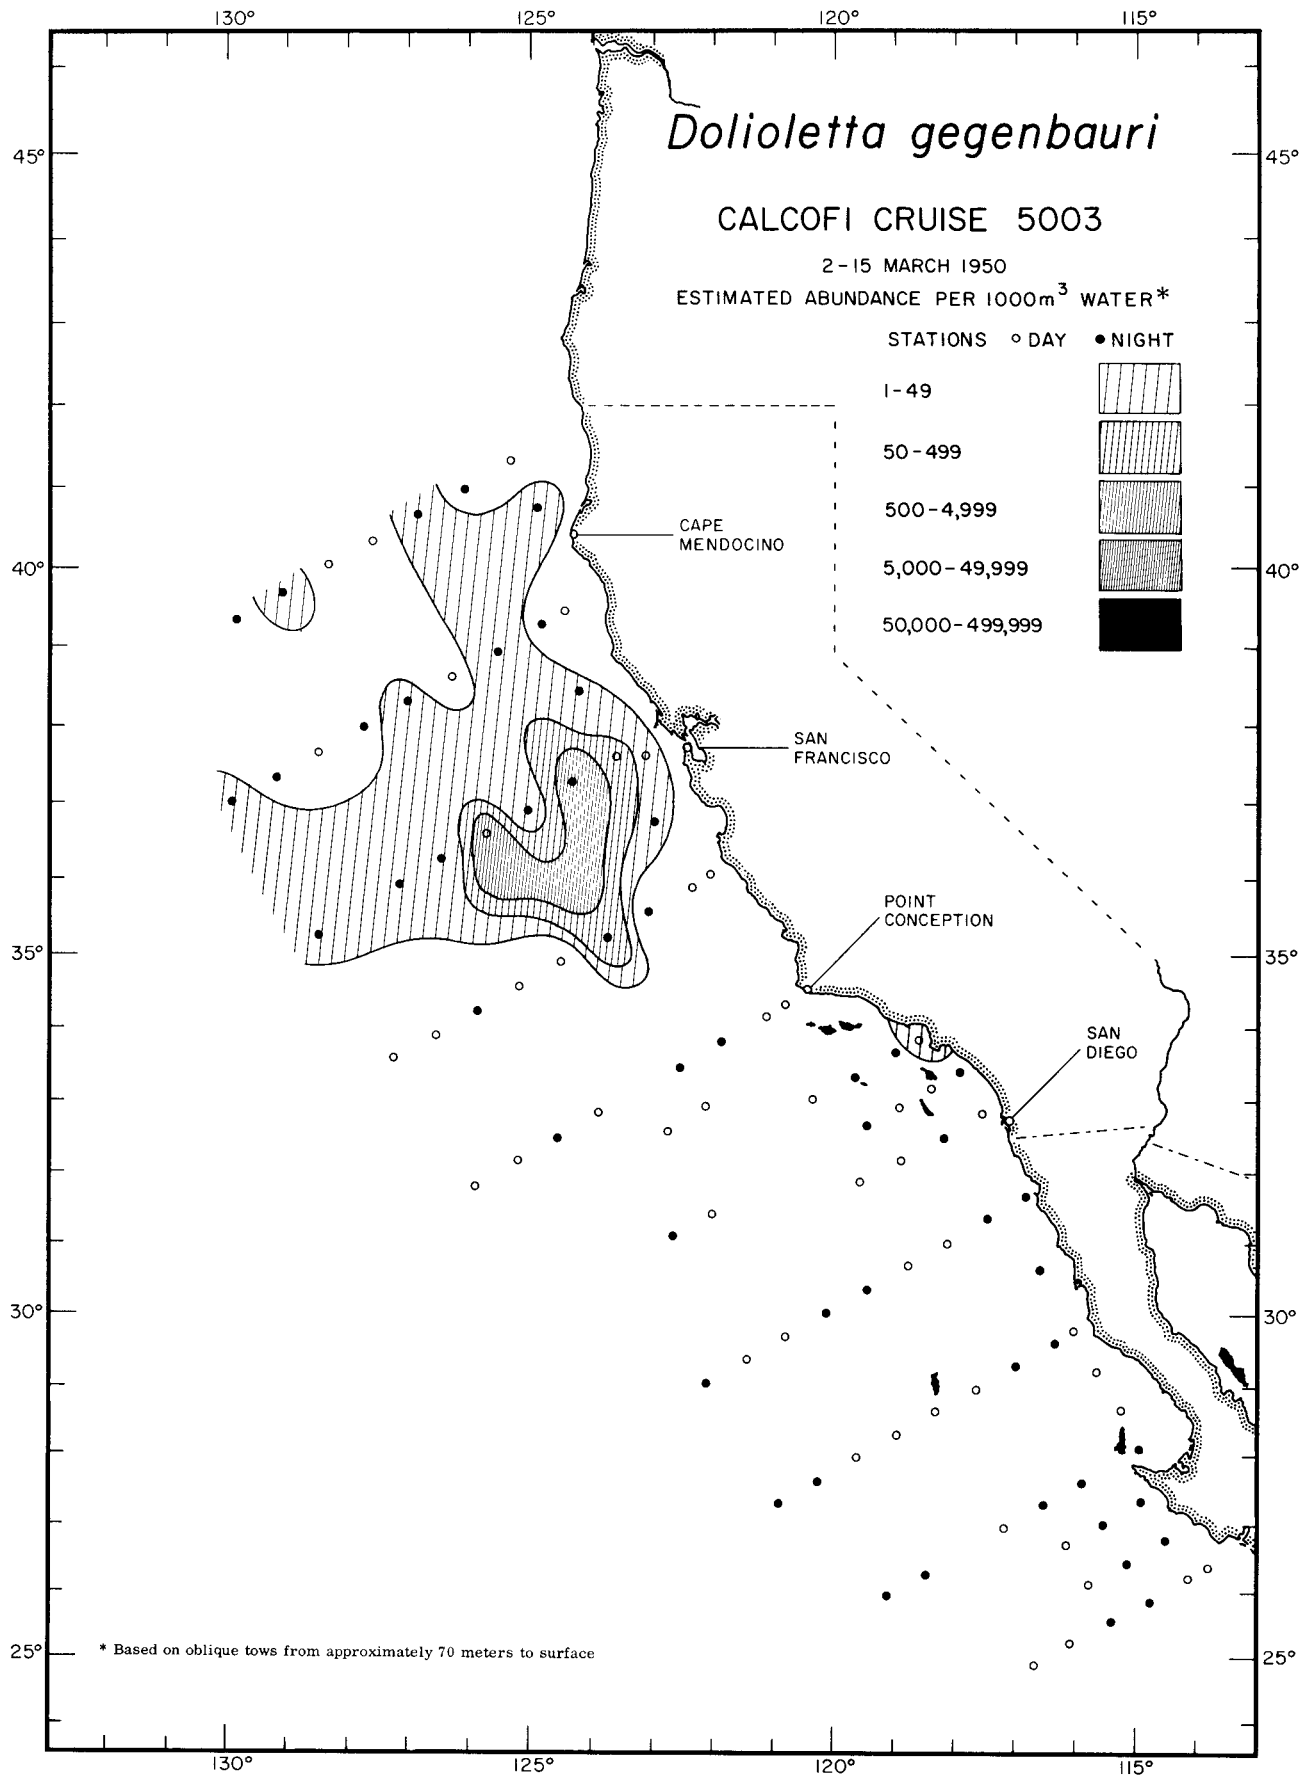 130° 125° 120° 115°
Dolioletta gegenbauri
45° 45°
CALCOFI CRUISE 5003
2-15 MARCH 1950
ESTIMATED ABUNDANCE PER 1000m³ WATER*
STATIONS ○ DAY ● NIGHT
1-49
50-499
500-4,999
5,000-49,999
50,000-499,999
CAPE
MENDOCINO
40° 40°
SAN
FRANCISCO
POINT
CONCEPTION
35° 35°
SAN
DIEGO
30° 30°
25° 25°
* Based on oblique tows from approximately 70 meters to surface
130° 125° 120° 115°